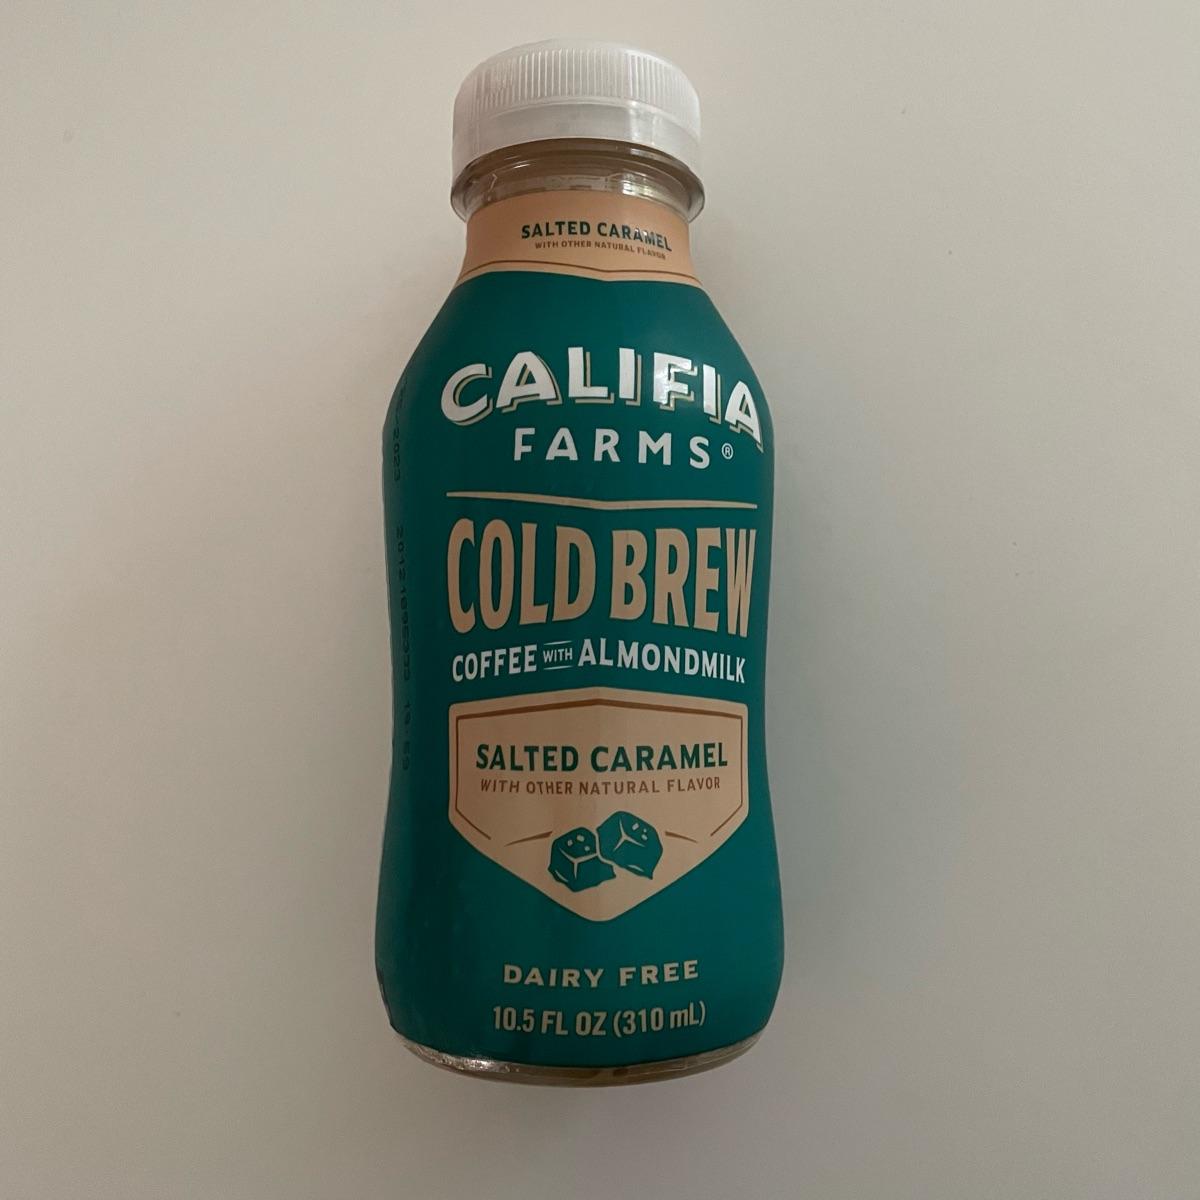 SALTED CARAMEL
WITH OTHER NATURAL FLAVOR
CALIFIA
FARMS®
COLD BREW
COFFEE WITH ALMONDMILK
SALTED CARAMEL
WITH OTHER NATURAL FLAVOR
DAIRY FREE
10.5 FL OZ (310 mL)